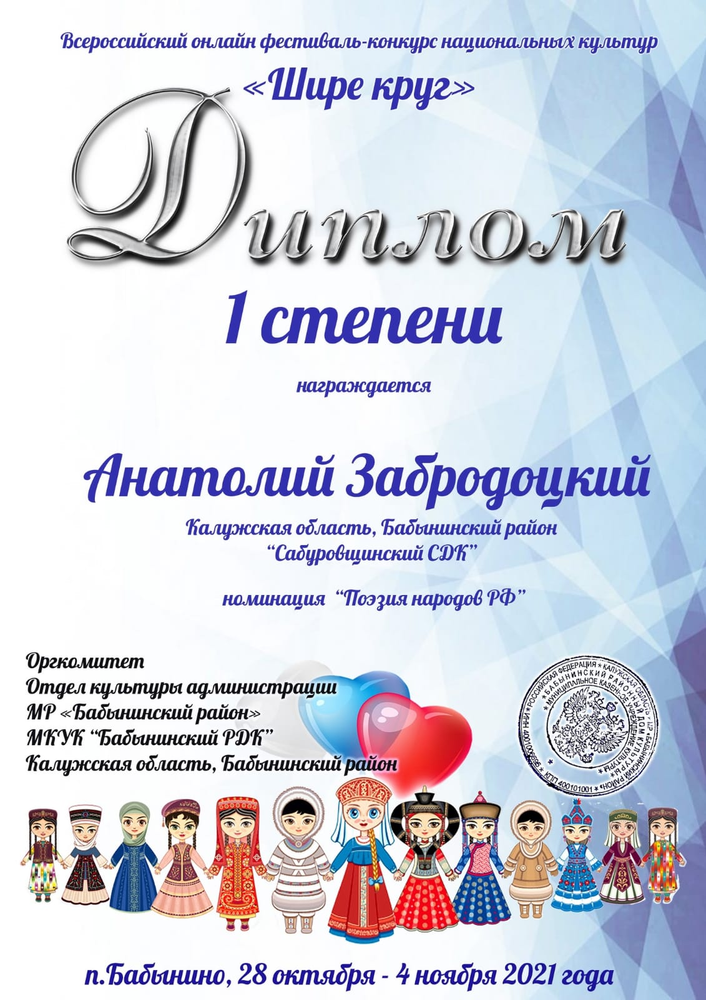 Всероссийский онлайн фестиваль-конкурс национальных культур
«Шире круг»
Диплом
1 степени
награждается
Анатолий Забродоцкий
Калужская область, Бабынинский район
“Сабуровщинский СДК”
номинация “Поэзия народов РФ”
Оргкомитет
Отдел культуры администрации
МР «Бабынинский район»
МКУК “Бабынинский РДК”
Калужская область, Бабынинский район
РОССИЙСКАЯ ФЕДЕРАЦИЯ * КАЛУЖСКАЯ ОБЛАСТЬ * МР «БАБЫНИНСКИЙ РАЙОН» * КПП 400101001 *
* БАБЫНИНСКИЙ РАЙОННЫЙ ДОМ КУЛЬТУРЫ *
* МУНИЦИПАЛЬНОЕ КАЗЕННОЕ УЧРЕЖДЕНИЕ КУЛЬТУРЫ *
п.Бабынино, 28 октября - 4 ноября 2021 года